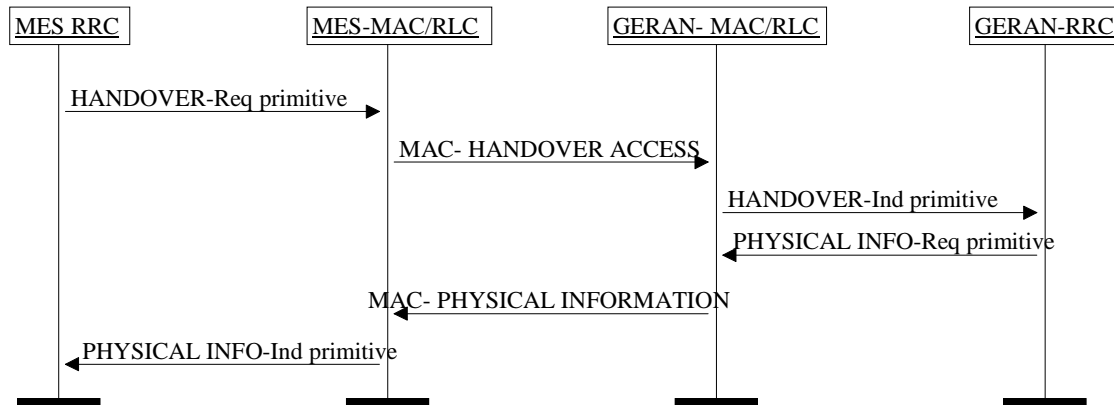 MES RRC
MES-MAC/RLC
GERAN- MAC/RLC
GERAN-RRC
HANDOVER-Req primitive
MAC- HANDOVER ACCESS
HANDOVER-Ind primitive
PHYSICAL INFO-Req primitive
MAC- PHYSICAL INFORMATION
PHYSICAL INFO-Ind primitive